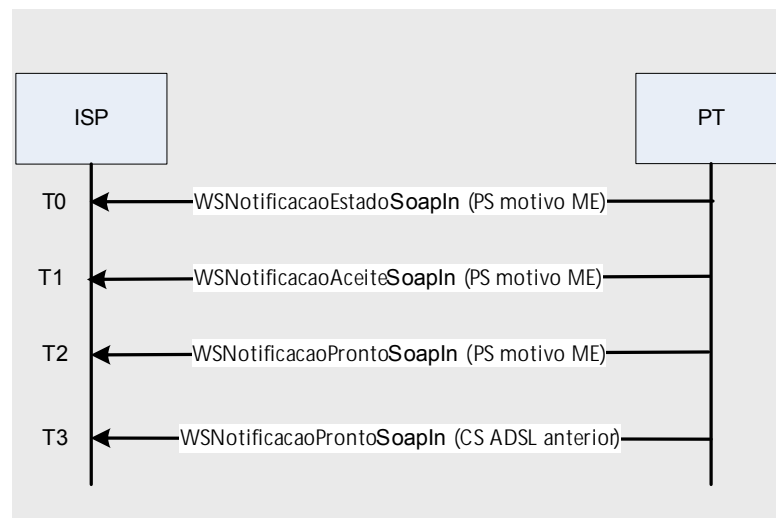 ISP
PT
T0
WSNotificacaoEstadoSoapIn (PS motivo ME)
T1
WSNotificacaoAceiteSoapIn (PS motivo ME)
T2
WSNotificacaoProntoSoapIn (PS motivo ME)
T3
WSNotificacaoProntoSoapIn (CS ADSL anterior)